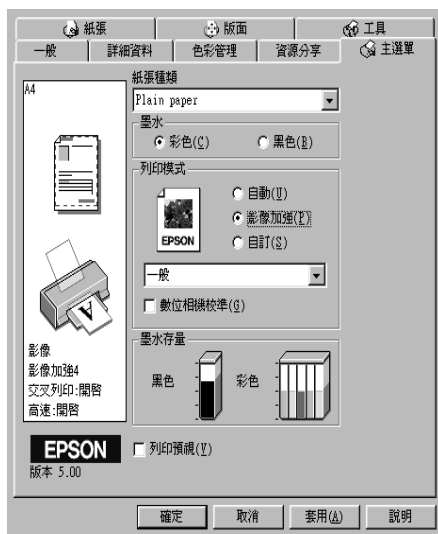 紙張 版面 工具
一般 詳細資料 色彩管理 資源分享 主選單
A4
紙張種類
Plain paper
墨水
彩色(C) 黑色(B)
列印模式
自動(U)
影像加強(P)
自訂(S)
EPSON
一般
數位相機校準(G)
墨水存量
黑色 彩色
影像
影像加強4
交叉列印:開啓
高速:開啓
EPSON
版本 5.00
列印預視(V)
確定 取消 套用(A) 說明